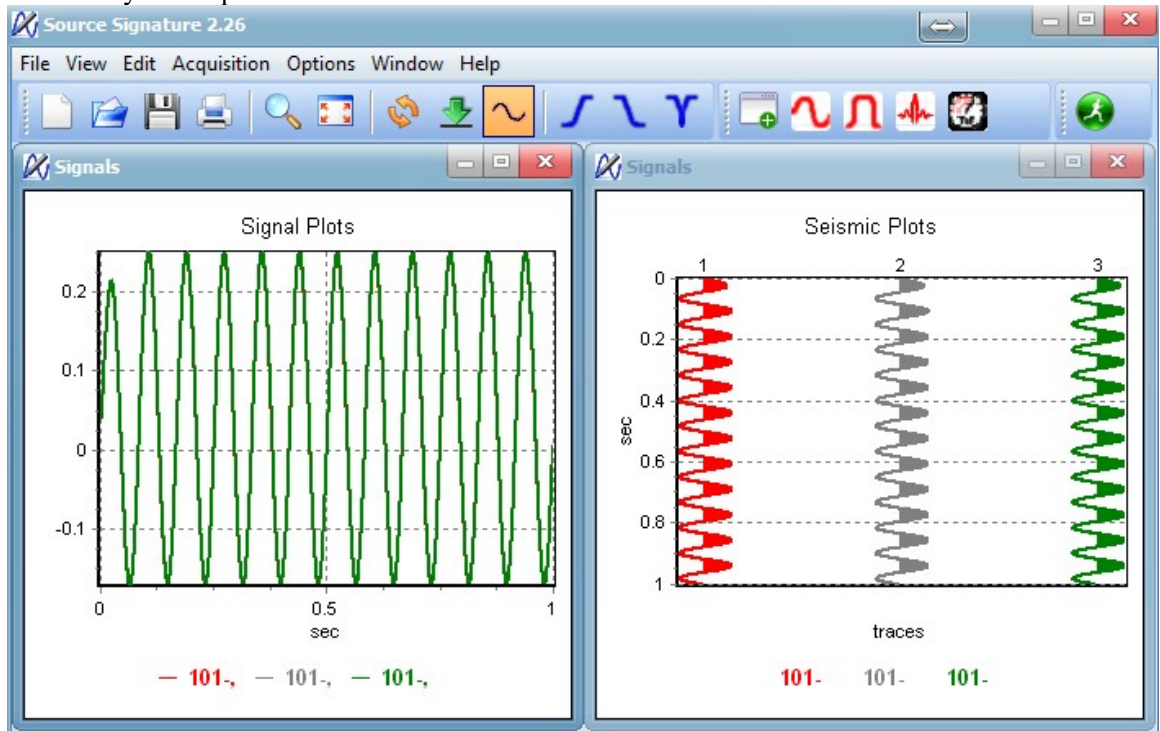 Source Signature 2.26
File View Edit Acquisition Options Window Help
Signals
Signal Plots
0.2
0.1
0
-0.1
0 0.5 1
sec
101-, 101-, 101-,
Signals
Seismic Plots
1 2 3
0
0.2
0.4
0.6
0.8
1
sec
traces
101- 101- 101-